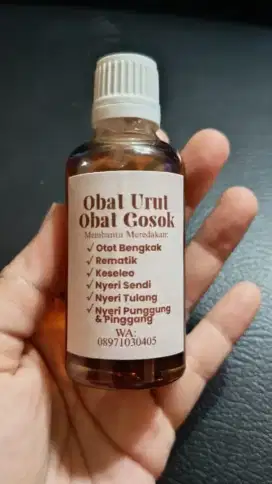 Obat Urut
Obat Gosok
Membantu Meredakan:
✓ Otot Bengkak
✓ Rematik
✓ Keseleo
✓ Nyeri Sendi
✓ Nyeri Tulang
✓ Nyeri Punggung
& Pinggang
WA:
08971030405